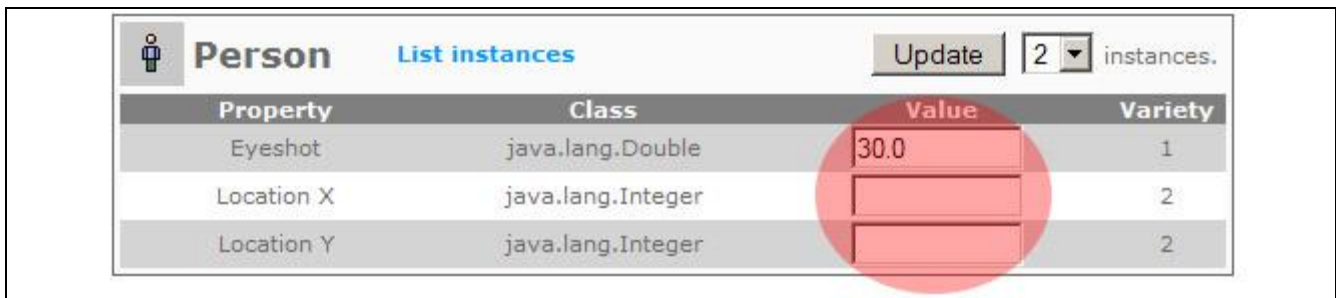 Person List instances Update 2 instances.
Property Class Value Variety
Eyeshot java.lang.Double 30.0 1
Location X java.lang.Integer 2
Location Y java.lang.Integer 2